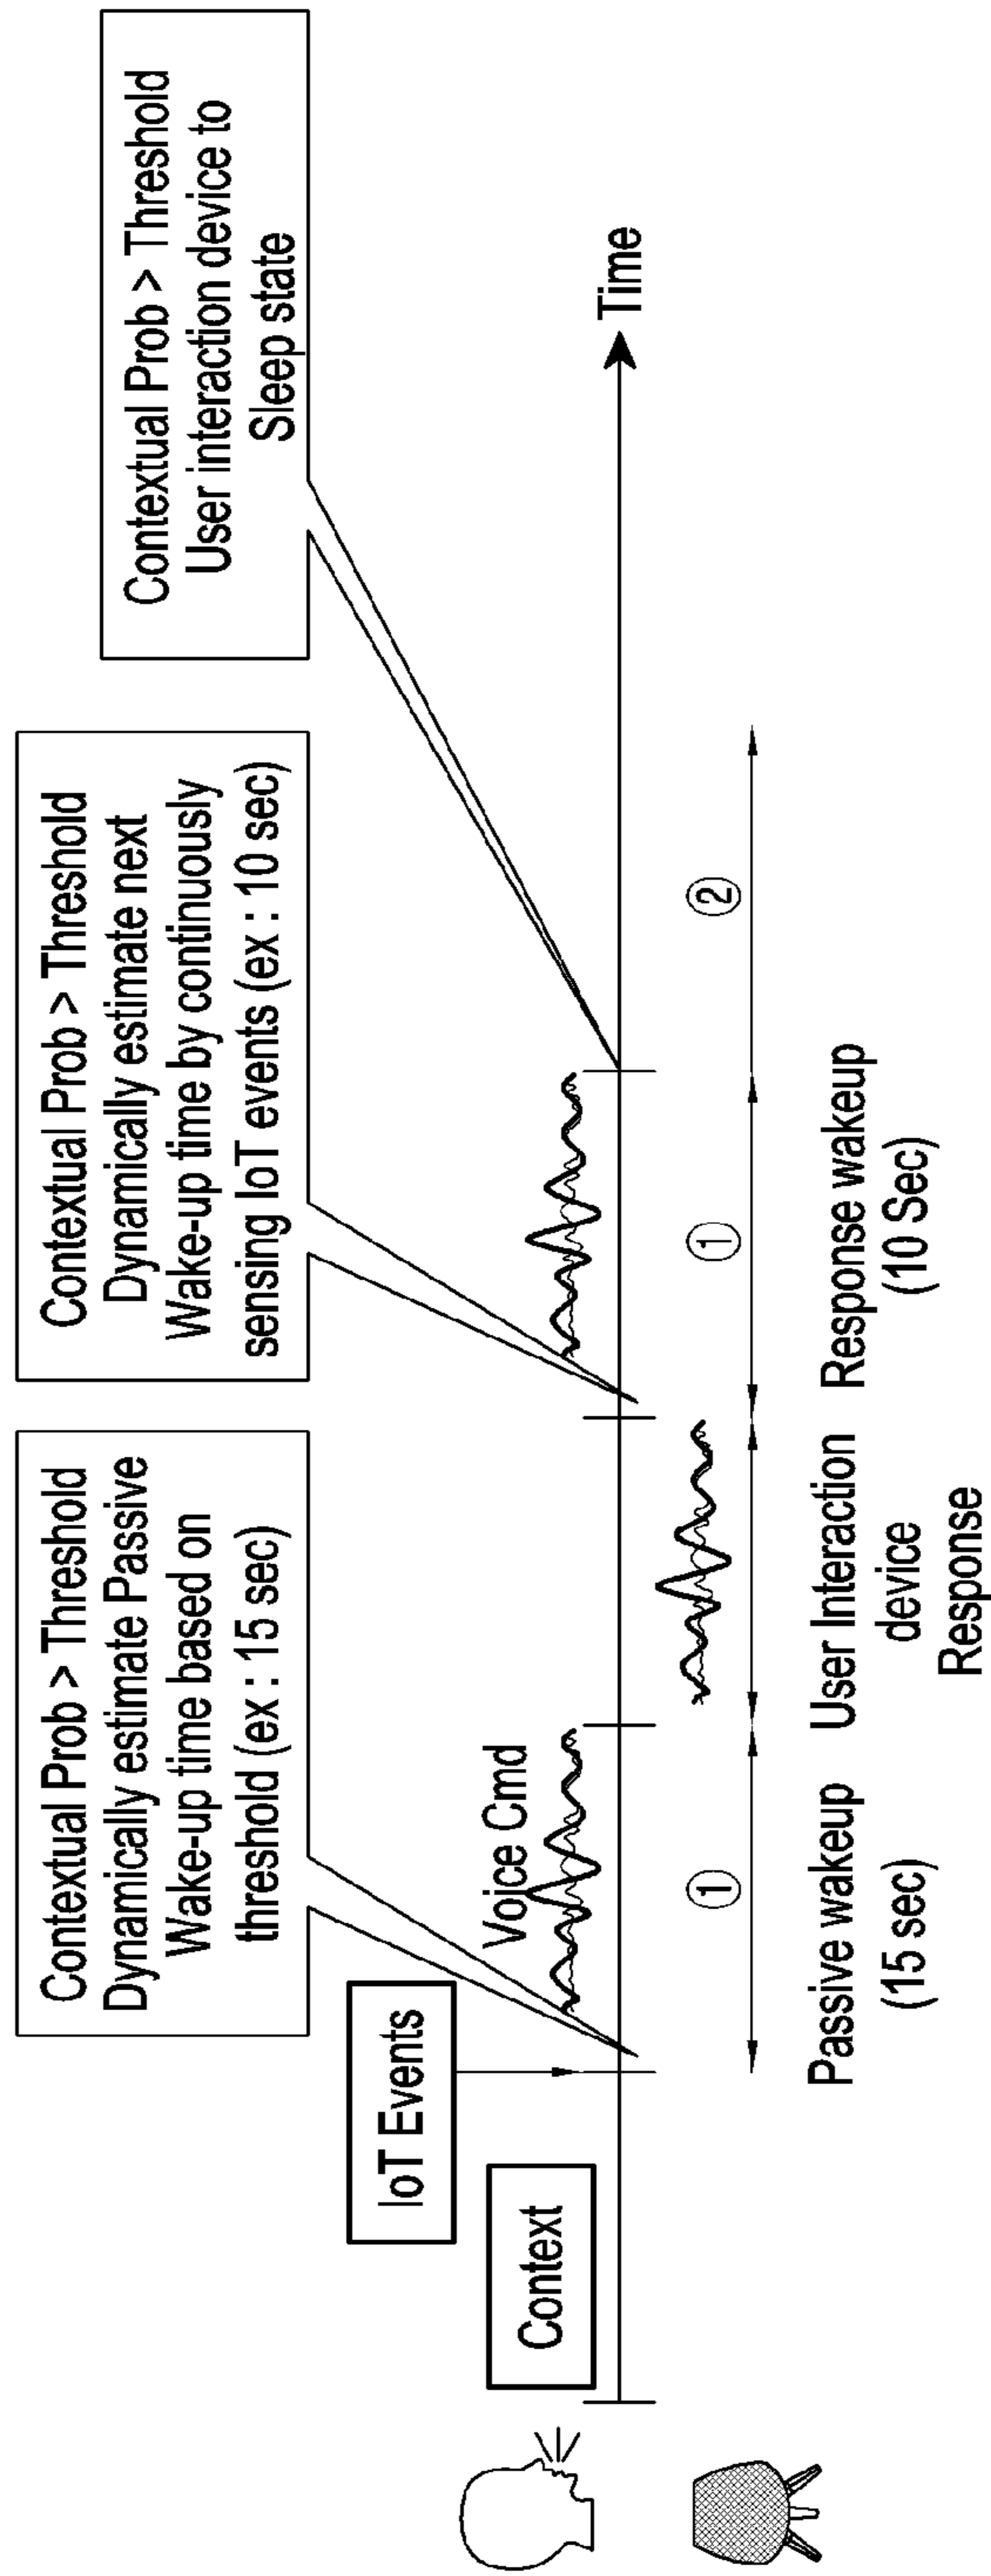 Contextual Prob > Threshold
Dynamically estimate Passive
Wake-up time based on
threshold (ex : 15 sec)
Contextual Prob > Threshold
Dynamically estimate next
Wake-up time by continuously
sensing IoT events (ex : 10 sec)
Contextual Prob > Threshold
User interaction device to
Sleep state
IoT Events
Context
Voice Cmd
Time
①
①
②
Passive wakeup
(15 sec)
User Interaction
device
Response
Response wakeup
(10 Sec)